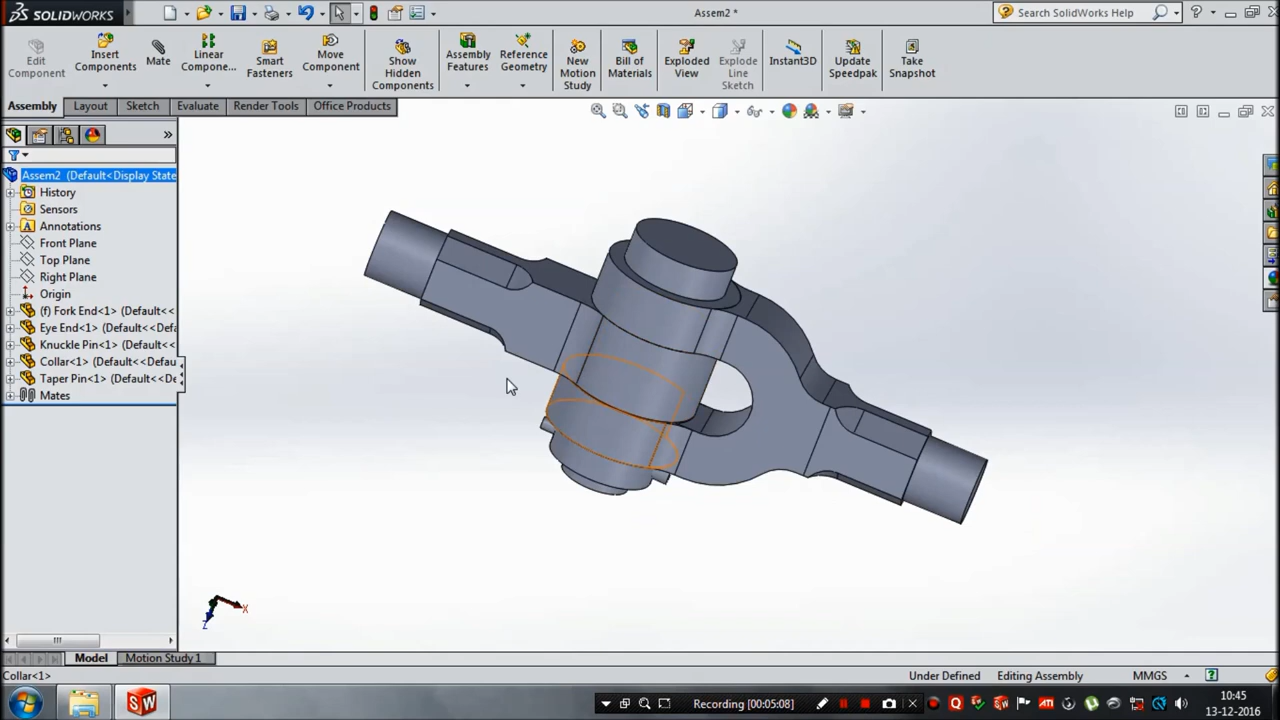 SOLIDWORKS
Assem2 *
Search SolidWorks Help
Edit Component
Insert Components
Mate
Linear Compone...
Smart Fasteners
Move Component
Show Hidden Components
Assembly Features
Reference Geometry
New Motion Study
Bill of Materials
Exploded View
Explode Line Sketch
Instant3D
Update Speedpak
Take Snapshot
Assembly
Layout
Sketch
Evaluate
Render Tools
Office Products
Assem2 (Default<Display State
History
Sensors
Annotations
Front Plane
Top Plane
Right Plane
Origin
(f) Fork End<1> (Default<<
Eye End<1> (Default<<Defa
Knuckle Pin<1> (Default<<
Collar<1> (Default<<Defau
Taper Pin<1> (Default<<De
Mates
X
Z
Model
Motion Study 1
Collar<1>
Under Defined
Editing Assembly
MMGS
Recording [00:05:08]
10:45
13-12-2016